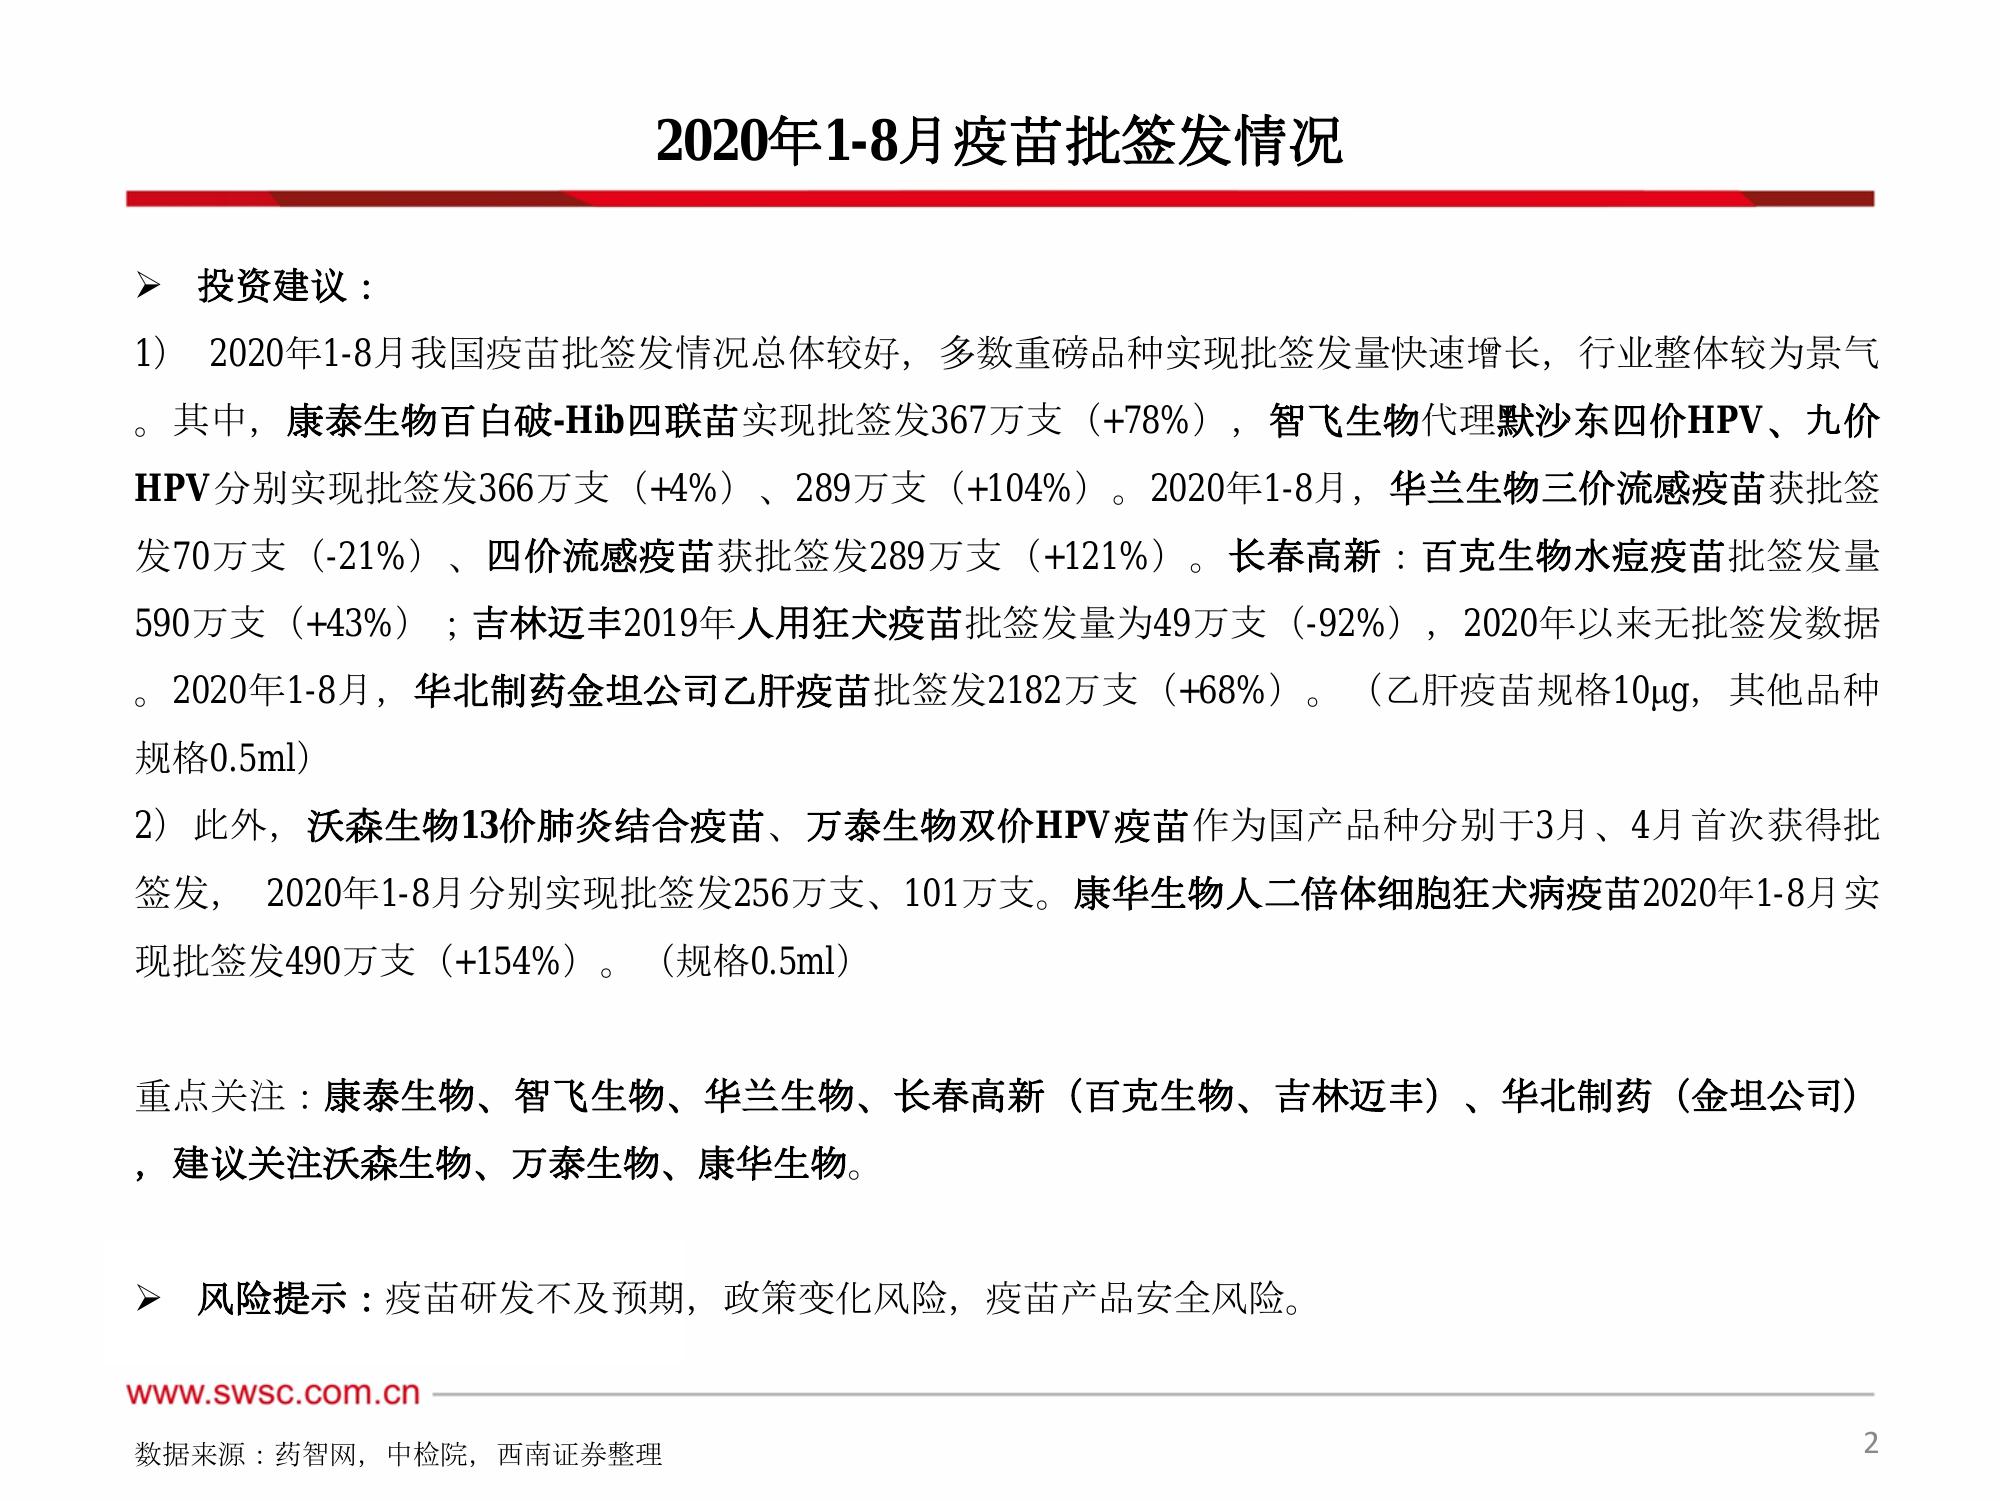 2020年1-8月疫苗批签发情况
➢ 投资建议：
1） 2020年1-8月我国疫苗批签发情况总体较好，多数重磅品种实现批签发量快速增长，行业整体较为景气
。其中，康泰生物百白破-Hib四联苗实现批签发367万支（+78%），智飞生物代理默沙东四价HPV、九价
HPV分别实现批签发366万支（+4%）、289万支（+104%）。2020年1-8月，华兰生物三价流感疫苗获批签
发70万支（-21%）、四价流感疫苗获批签发289万支（+121%）。长春高新：百克生物水痘疫苗批签发量
590万支（+43%）；吉林迈丰2019年人用狂犬疫苗批签发量为49万支（-92%），2020年以来无批签发数据
。2020年1-8月，华北制药金坦公司乙肝疫苗批签发2182万支（+68%）。（乙肝疫苗规格10μg，其他品种
规格0.5ml）
2）此外，沃森生物13价肺炎结合疫苗、万泰生物双价HPV疫苗作为国产品种分别于3月、4月首次获得批
签发， 2020年1-8月分别实现批签发256万支、101万支。康华生物人二倍体细胞狂犬病疫苗2020年1-8月实
现批签发490万支（+154%）。（规格0.5ml）
重点关注：康泰生物、智飞生物、华兰生物、长春高新（百克生物、吉林迈丰）、华北制药（金坦公司）
，建议关注沃森生物、万泰生物、康华生物。
➢ 风险提示：疫苗研发不及预期，政策变化风险，疫苗产品安全风险。
www.swsc.com.cn
数据来源：药智网，中检院，西南证券整理
2